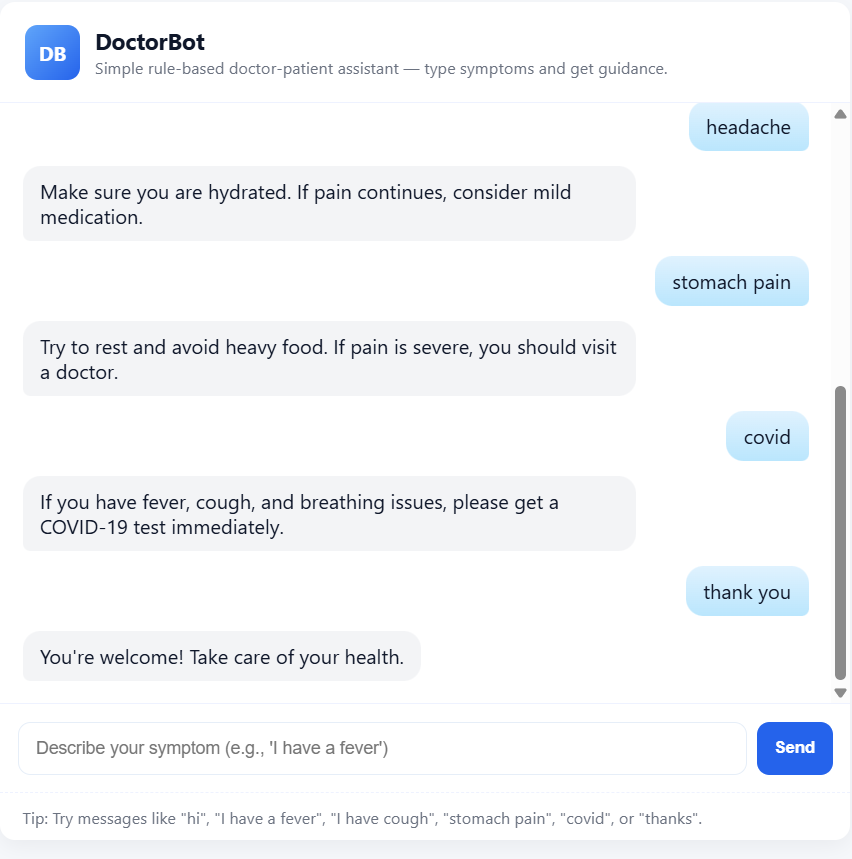 DB
DoctorBot
Simple rule-based doctor-patient assistant — type symptoms and get guidance.
headache
Make sure you are hydrated. If pain continues, consider mild
medication.
stomach pain
Try to rest and avoid heavy food. If pain is severe, you should visit
a doctor.
covid
If you have fever, cough, and breathing issues, please get a
COVID-19 test immediately.
thank you
You're welcome! Take care of your health.
Describe your symptom (e.g., 'I have a fever')
Send
Tip: Try messages like "hi", "I have a fever", "I have cough", "stomach pain", "covid", or "thanks".